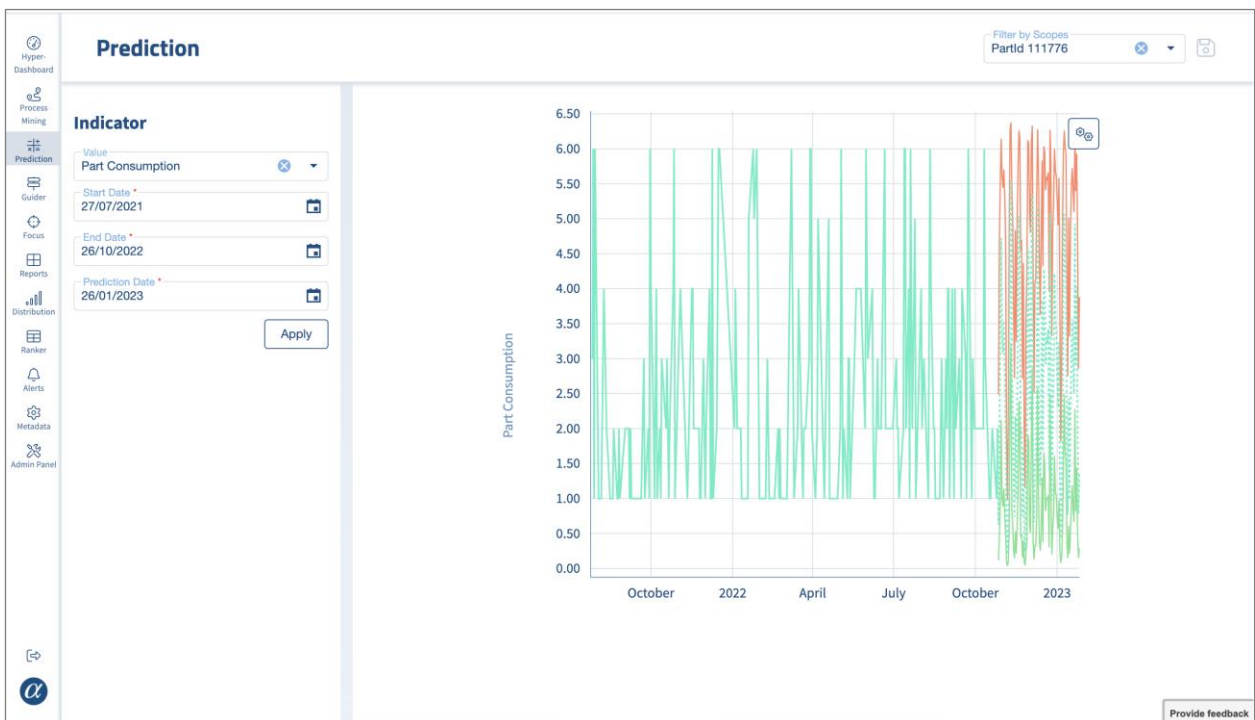 Prediction
Filter by Scopes
PartId 111776
Hyper-
Dashboard
Process
Mining
Prediction
Guider
Focus
Reports
Distribution
Ranker
Alerts
Metadata
Admin Panel
α
Indicator
Value
Part Consumption
Start Date *
27/07/2021
End Date *
26/10/2022
Prediction Date *
26/01/2023
Apply
Part Consumption
6.50
6.00
5.50
5.00
4.50
4.00
3.50
3.00
2.50
2.00
1.50
1.00
0.50
0.00
October 2022 April July October 2023
Provide feedback